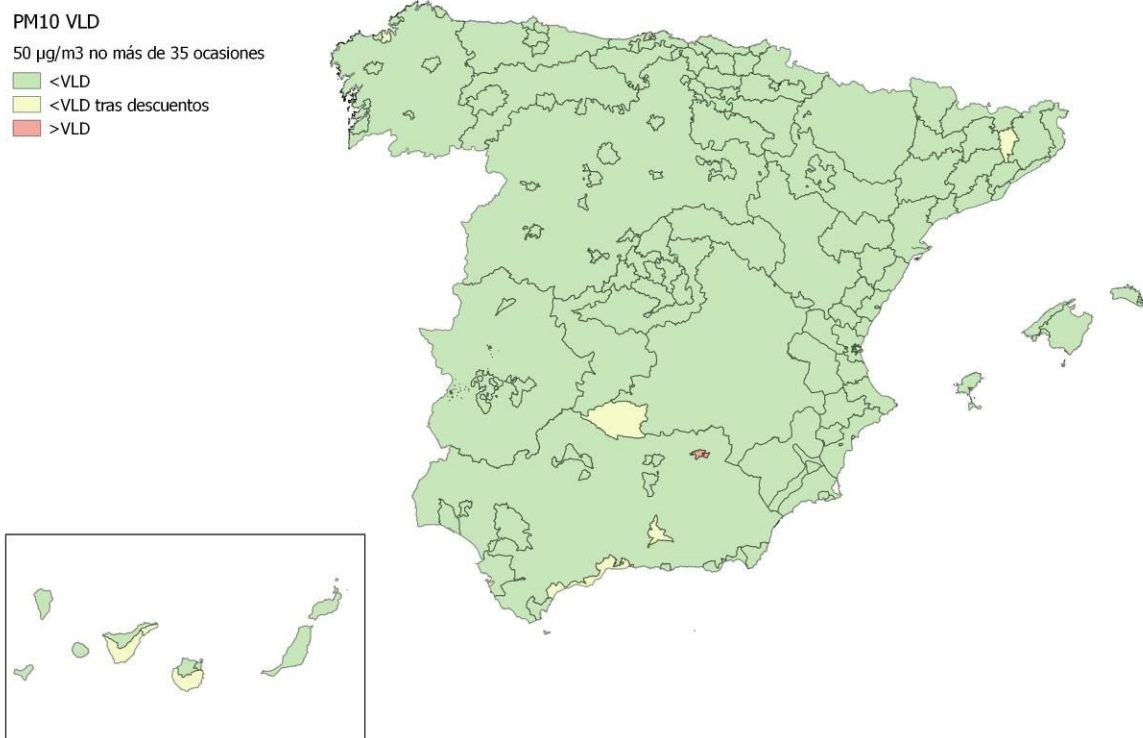 PM10 VLD
50 µg/m3 no más de 35 ocasiones
<VLD
<VLD tras descuentos
>VLD